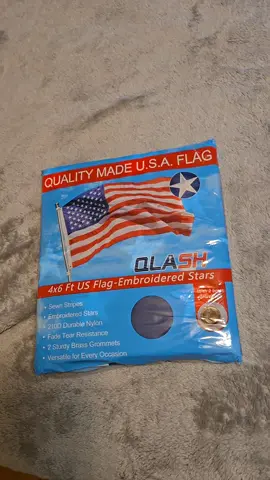 QUALITY MADE U.S.A. FLAG
QLASH
4x6 Ft US Flag-Embroidered Stars
• Sewn Stripes
• Embroidered Stars
• 210D Durable Nylon
• Fade Tear Resistance
• 2 Sturdy Brass Grommets
• Versatile for Every Occasion